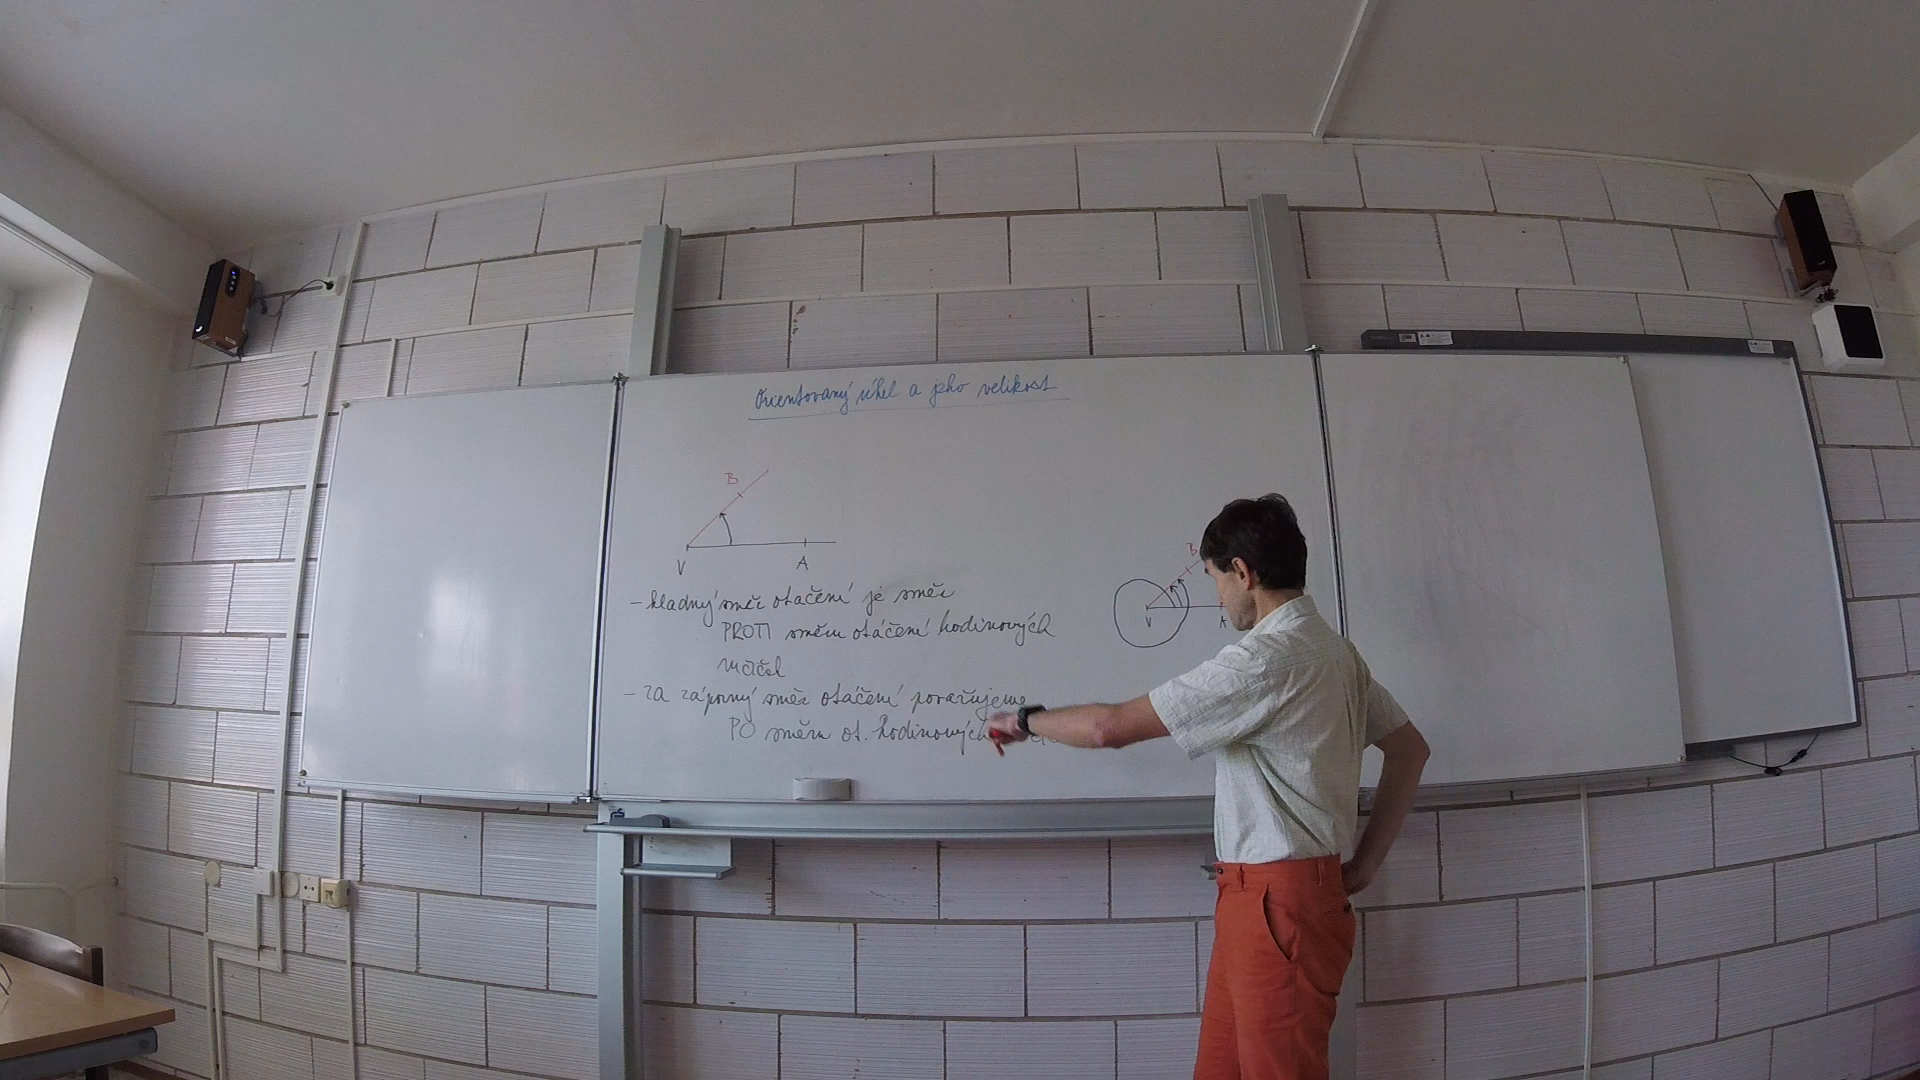 Orientovaný úhel a jeho velikost
B
V
A
- kladný směr otáčení je směr
PROTI směru otáčení hodinových
ručiček
- za záporný směr otáčení považujeme
PO směru ot. hodinových
B
V
A